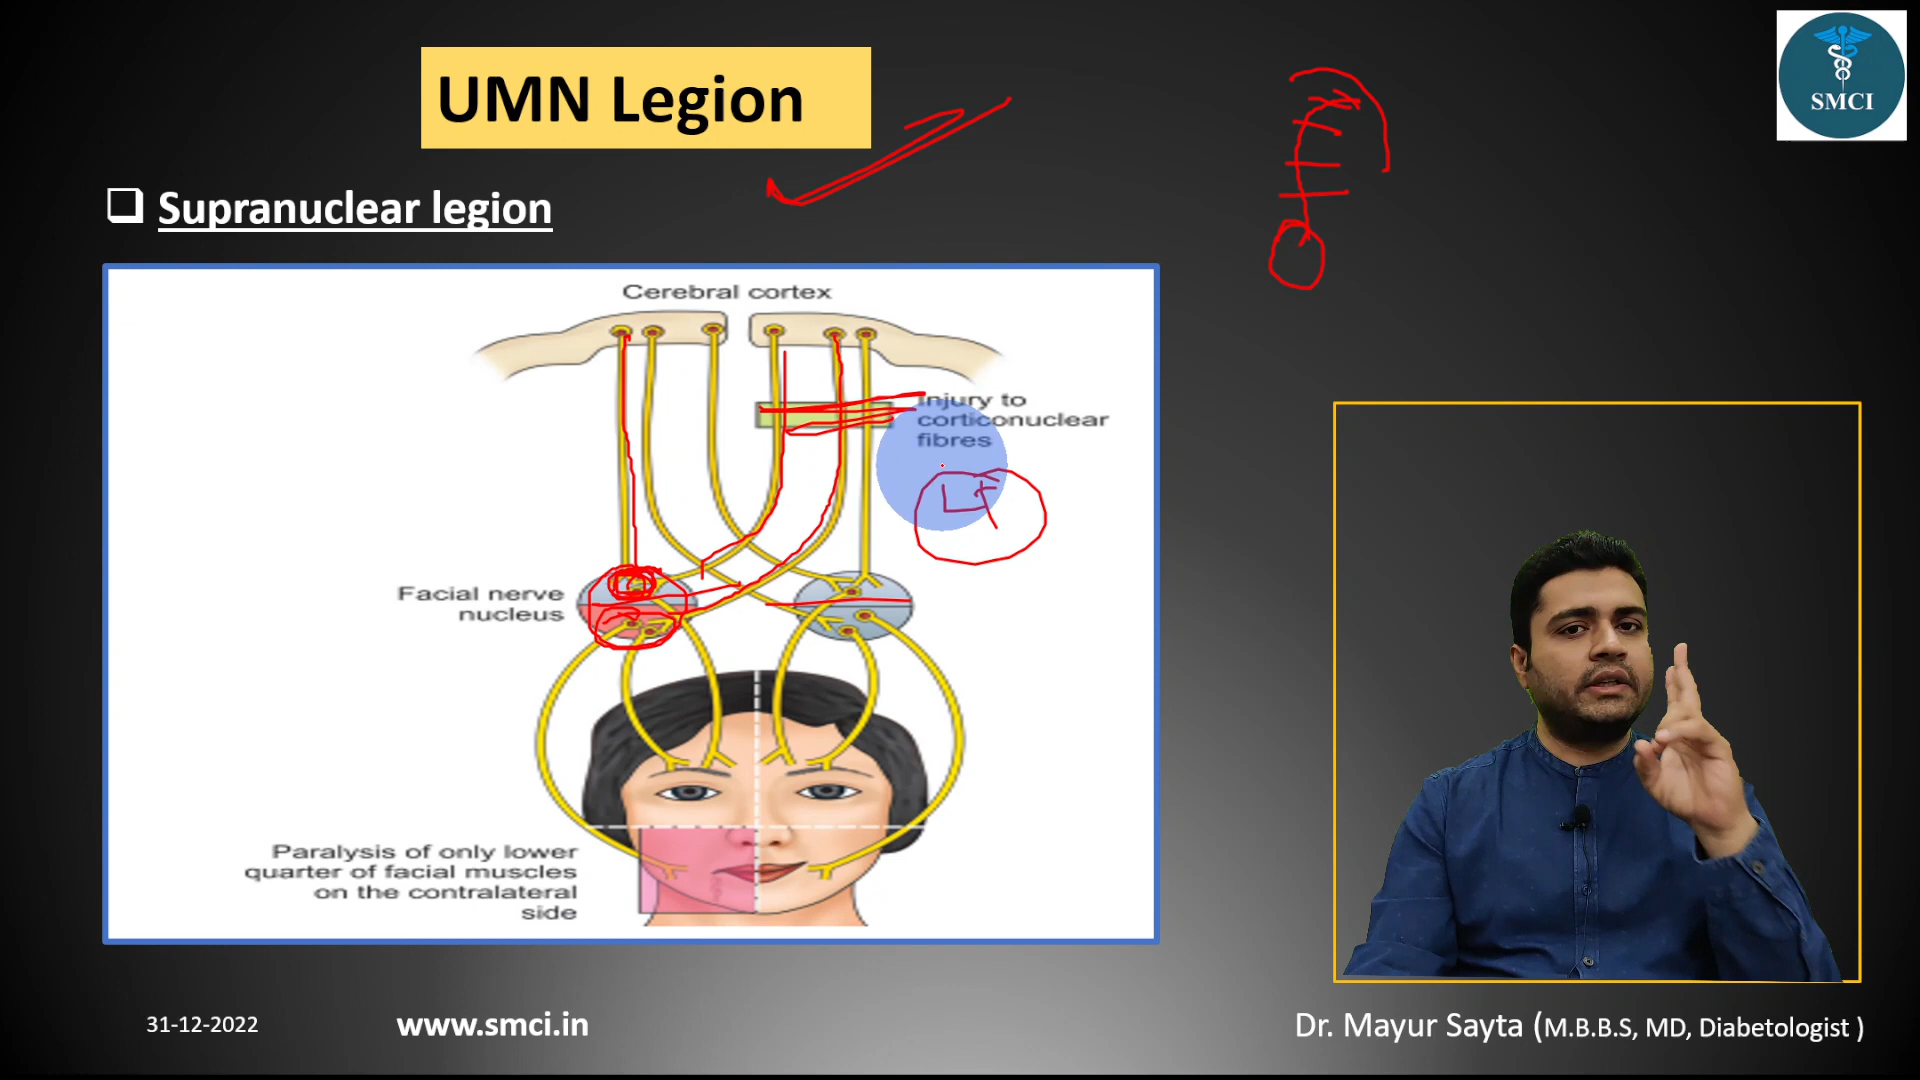 UMN Legion
SMCI
Supranuclear legion
Cerebral cortex
Injury to
corticonuclear
fibres
Lt
Facial nerve
nucleus
Paralysis of only lower
quarter of facial muscles
on the contralateral
side
31-12-2022
www.smci.in
Dr. Mayur Sayta (M.B.B.S, MD, Diabetologist )